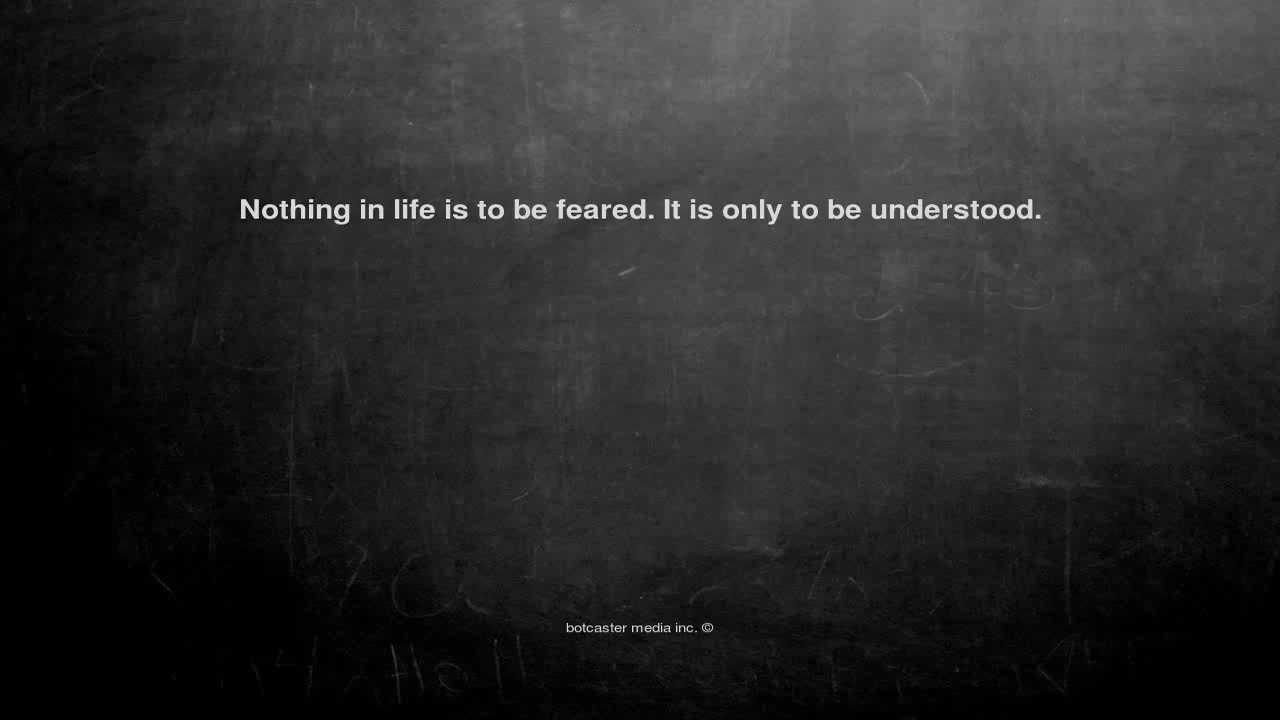 Nothing in life is to be feared. It is only to be understood.
botcaster media inc. ©